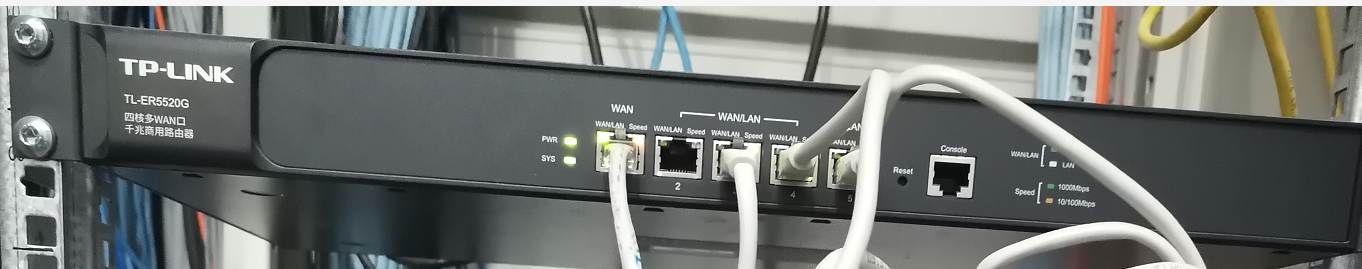 TP-LINK
TL-ER5520G
四核多WAN口
千兆商用路由器
PWR
SYS
WAN
WAN/LAN Speed
WAN/LAN
WAN/LAN Speed
WAN/LAN Speed
WAN/LAN
2
4
5
Reset
Console
WAN/LAN
LAN
Speed
1000Mbps
10/100Mbps